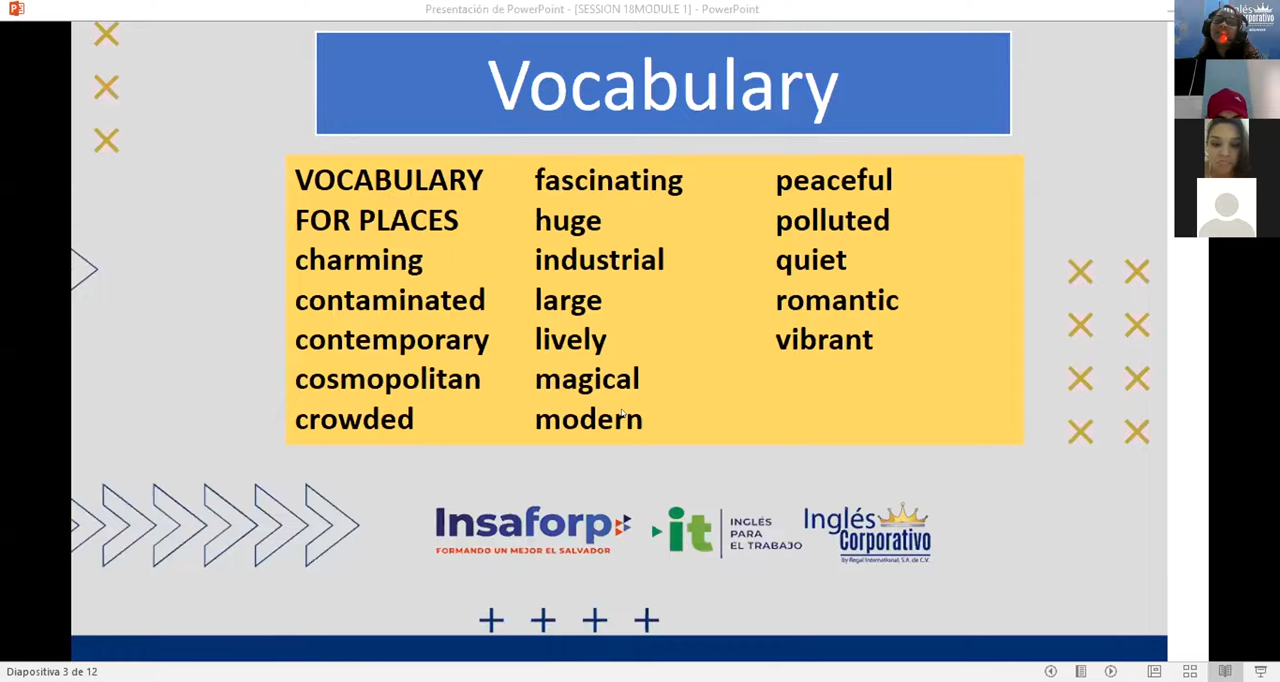 Presentación de PowerPoint - [SESSION 18MODULE 1] - PowerPoint
Vocabulary
VOCABULARY
FOR PLACES
charming
contaminated
contemporary
cosmopolitan
crowded
fascinating
huge
industrial
large
lively
magical
modern
peaceful
polluted
quiet
romantic
vibrant
Insaforp
FORMANDO UN MEJOR EL SALVADOR
it
INGLÉS
PARA
EL TRABAJO
Inglés
Corporativo
by Regal International, S.A. de C.V.
Diapositiva 3 de 12